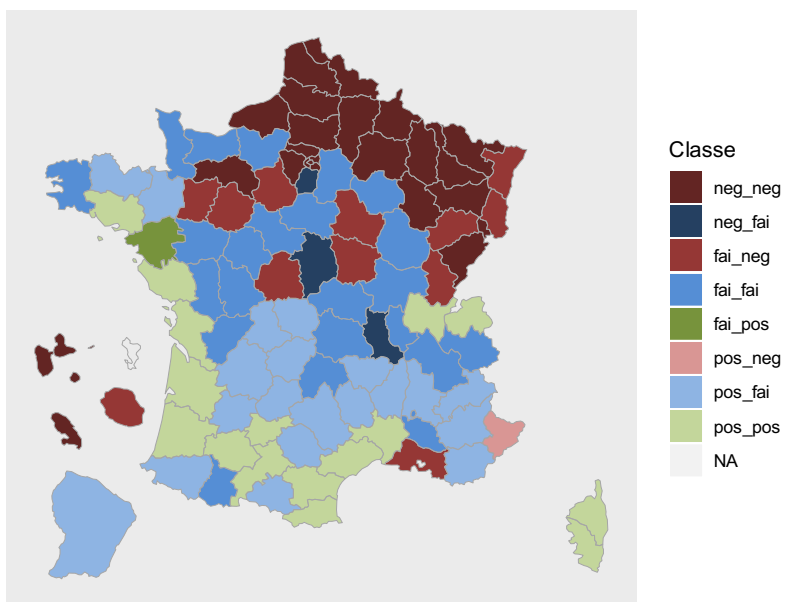 Classe
neg_neg
neg_fai
fai_neg
fai_fai
fai_pos
pos_neg
pos_fai
pos_pos
NA